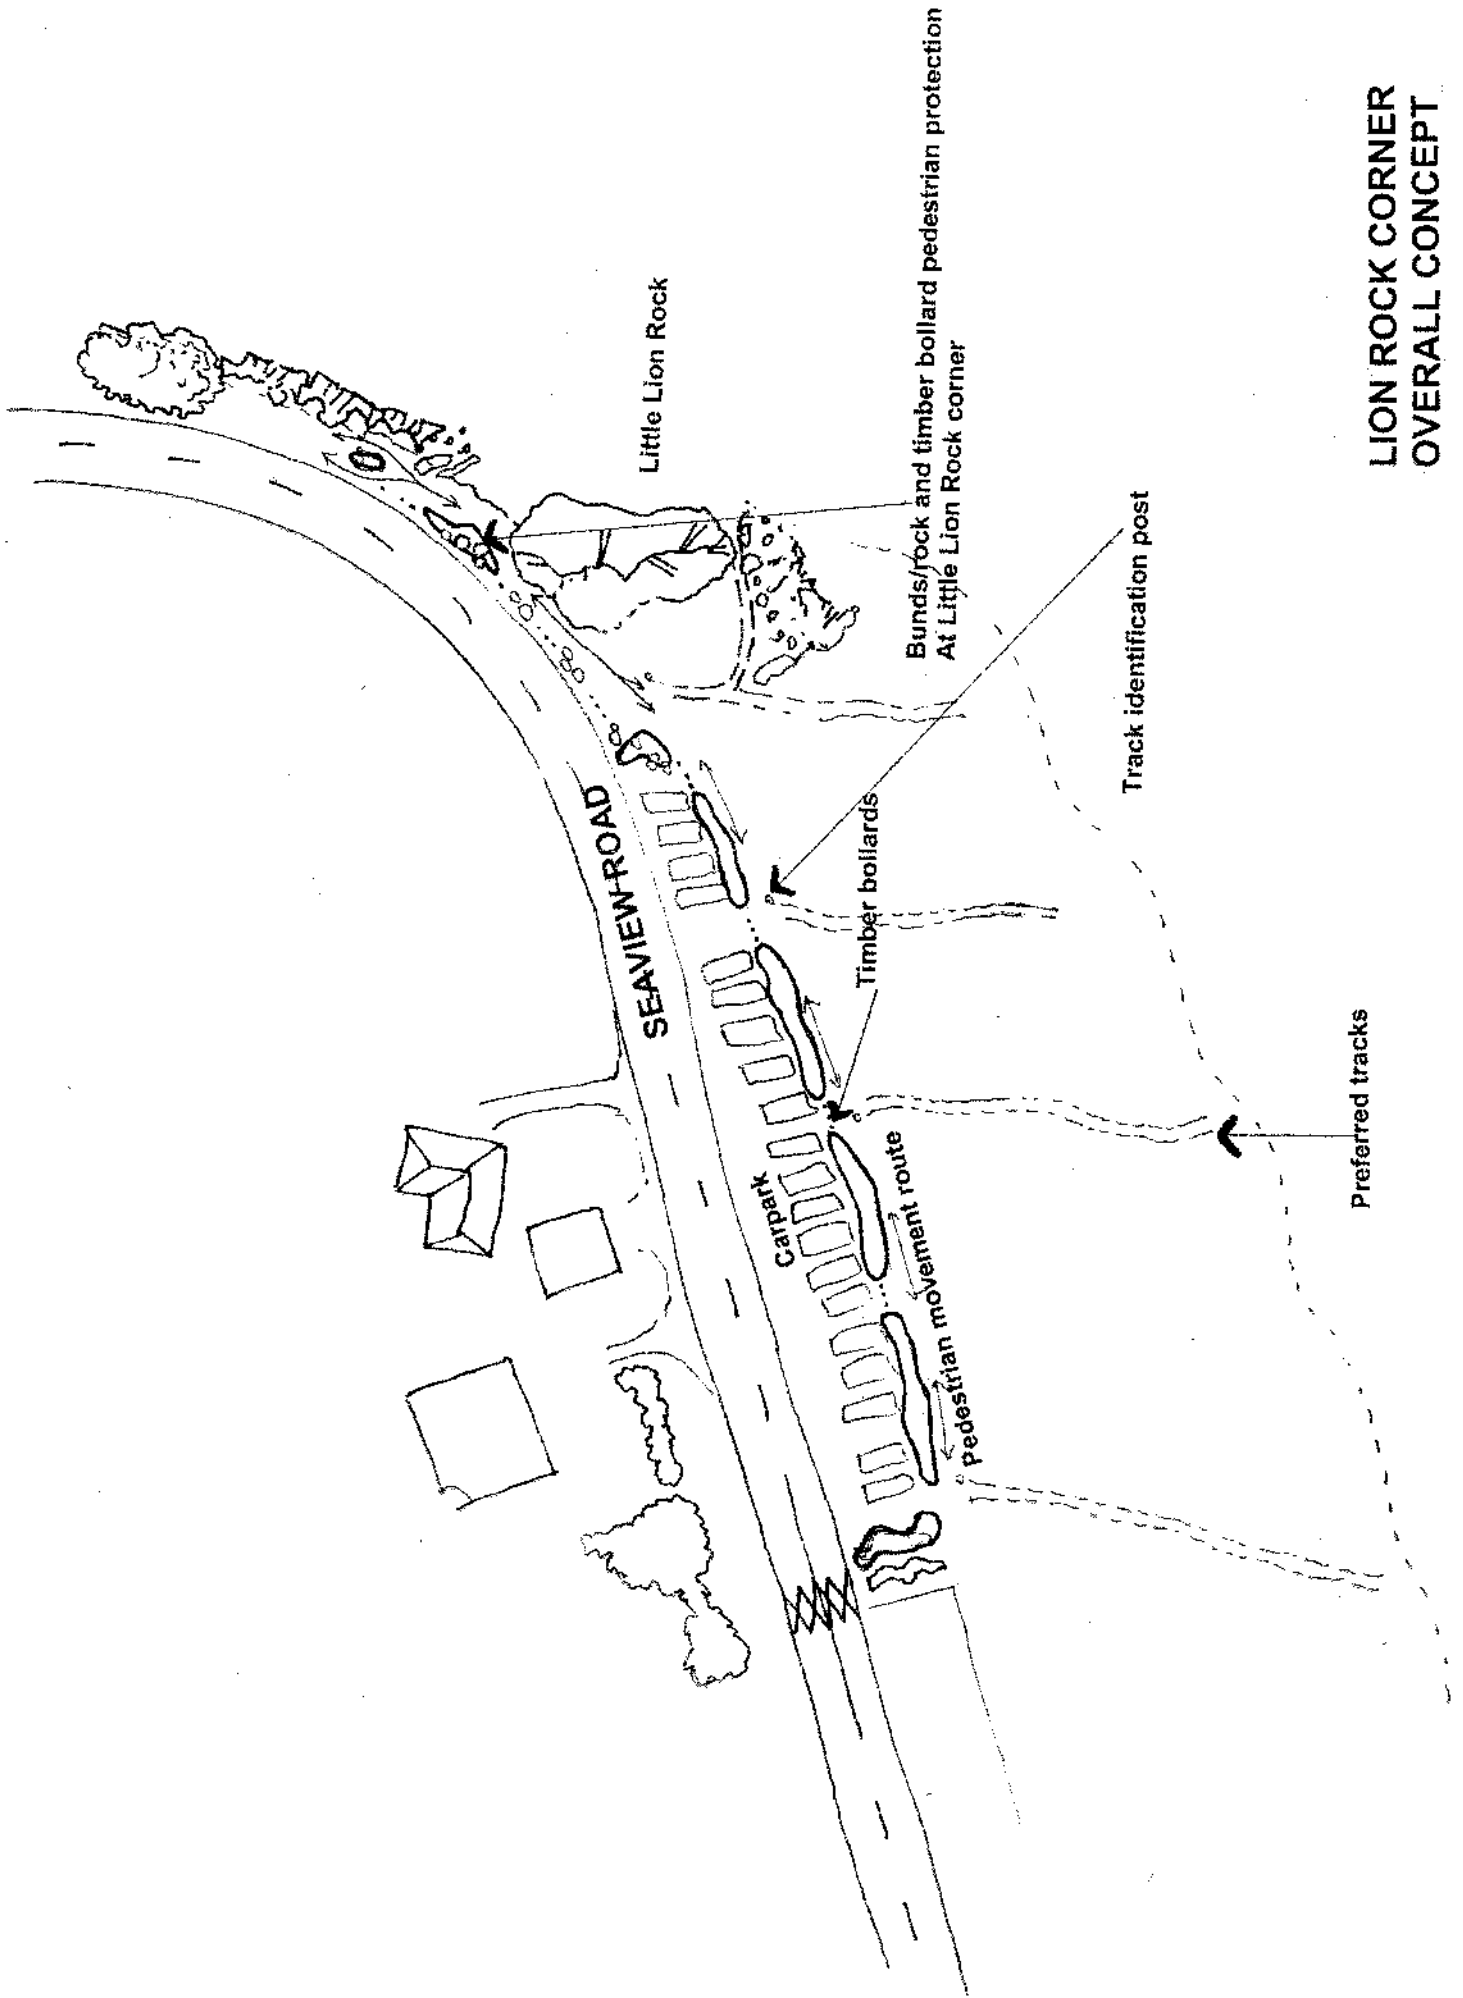 SEAVIEW ROAD
Little Lion Rock
Bunds/rock and timber bollard pedestrian protection
At Little Lion Rock corner
Track identification post
Timber bollards
Carpark
Pedestrian movement route
Preferred tracks
LION ROCK CORNER
OVERALL CONCEPT